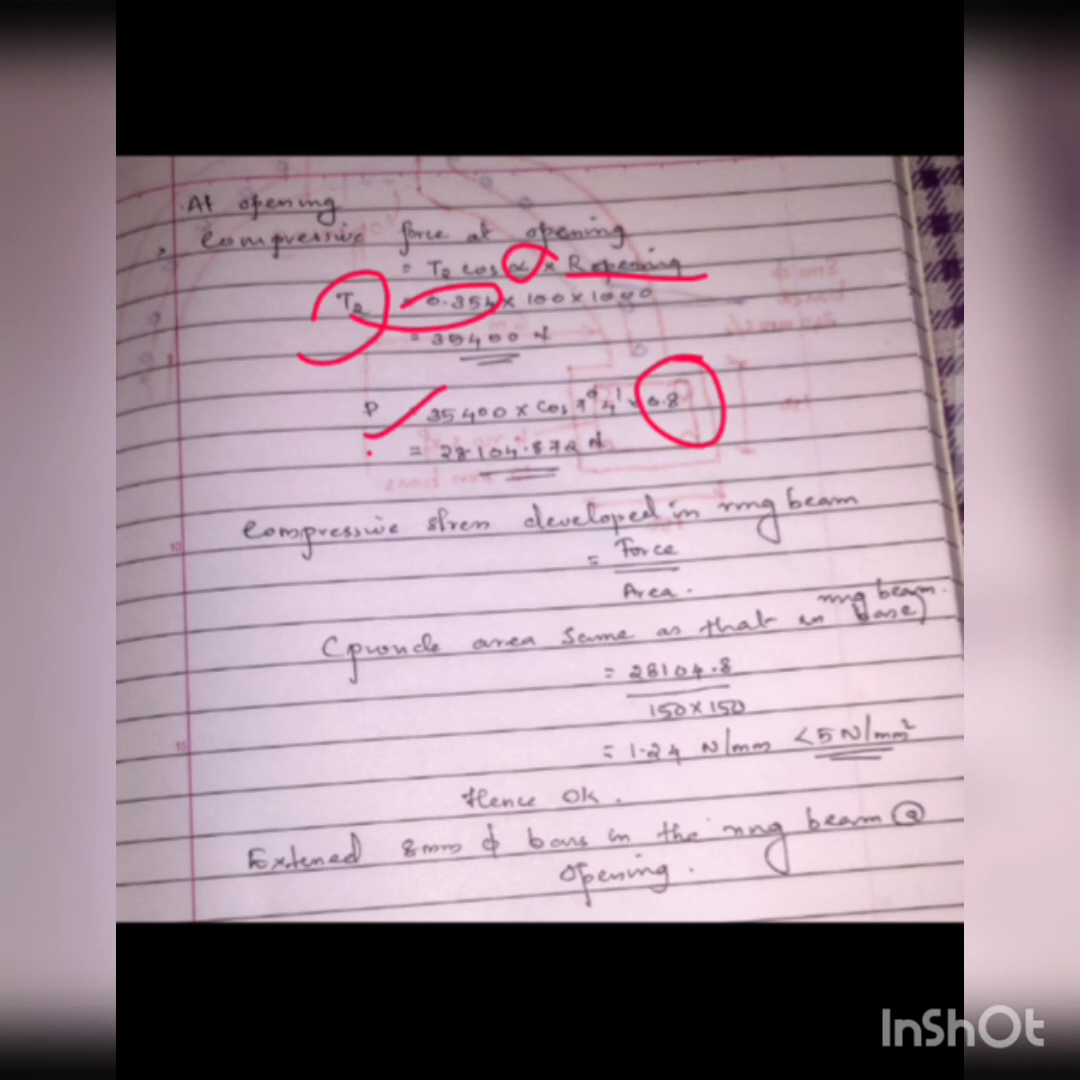 At opening
Compressive force at opening
= T2 cos α × R opening
T2 = 0.354 × 100 × 1000
= 35400 N
P = 35400 × cos 7°4' × 0.8
= 28104.872 N
Compressive stress developed in ring beam
= Force
Area.
(provide area same as that in ring beam base)
= 28104.8
150 × 150
= 1.24 N/mm < 5 N/mm²
Hence Ok.
Extened 8mm ϕ bars in the ring beam @
opening.
InShOt